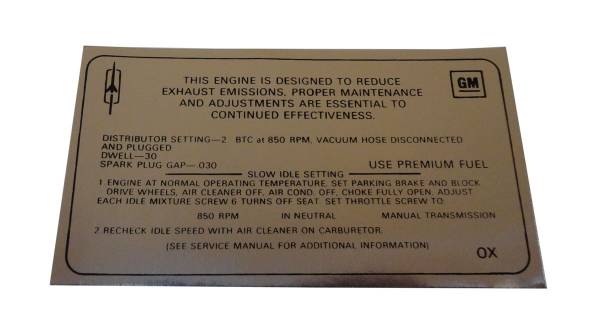 THIS ENGINE IS DESIGNED TO REDUCE
EXHAUST EMISSIONS, PROPER MAINTENANCE
AND ADJUSTMENTS ARE ESSENTIAL TO
CONTINUED EFFECTIVENESS.
GM
DISTRIBUTOR SETTING—2 BTC at 850 RPM, VACUUM HOSE DISCONNECTED
AND PLUGGED
DWELL—30
SPARK PLUG GAP—.030 USE PREMIUM FUEL
SLOW IDLE SETTING
1. ENGINE AT NORMAL OPERATING TEMPERATURE. SET PARKING BRAKE AND BLOCK
DRIVE WHEELS, AIR CLEANER OFF, AIR COND. OFF, CHOKE FULLY OPEN. ADJUST
EACH IDLE MIXTURE SCREW 6 TURNS OFF SEAT. SET THROTTLE SCREW TO:
850 RPM IN NEUTRAL MANUAL TRANSMISSION
2. RECHECK IDLE SPEED WITH AIR CLEANER ON CARBURETOR.
(SEE SERVICE MANUAL FOR ADDITIONAL INFORMATION)
OX